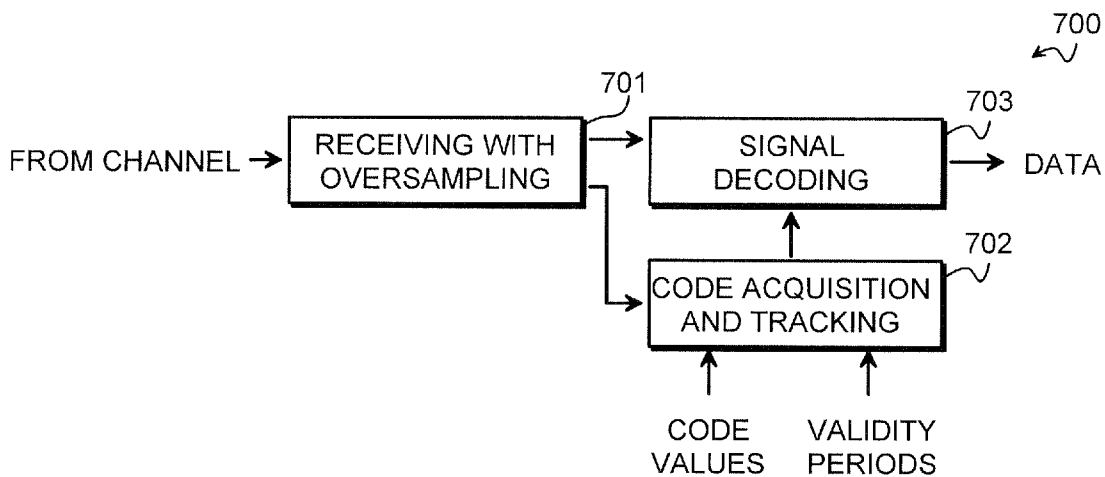 700
701
703
FROM CHANNEL
RECEIVING WITH
OVERSAMPLING
SIGNAL
DECODING
DATA
702
CODE ACQUISITION
AND TRACKING
CODE
VALUES
VALIDITY
PERIODS